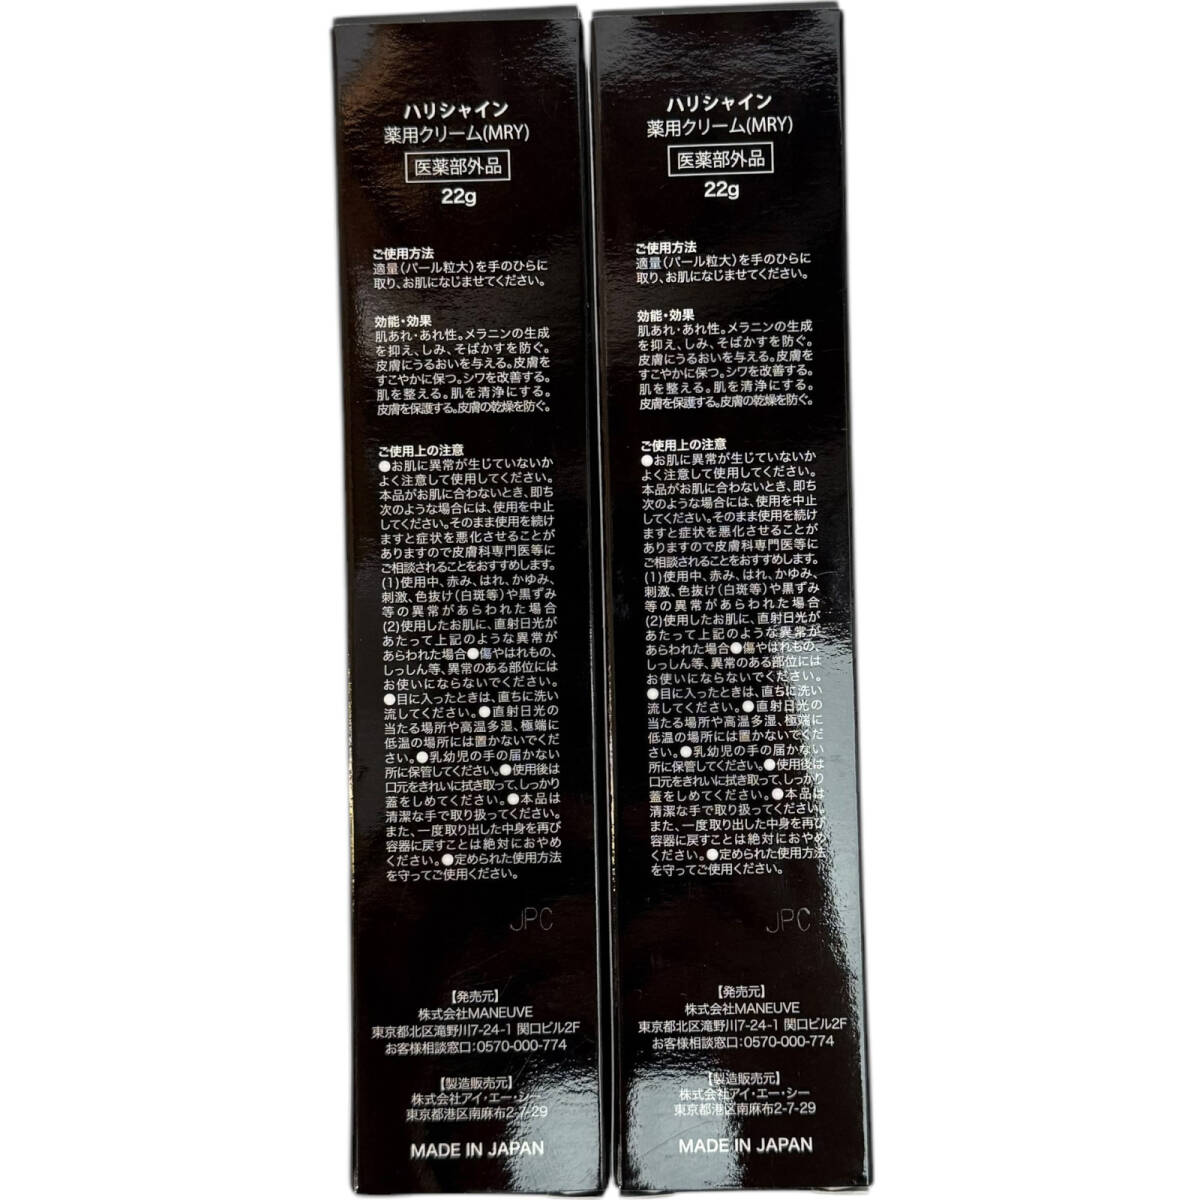 ハリシャイン
薬用クリーム(MRY)
医薬部外品
22g
ご使用方法
適量(パール粒大)を手のひらに
取り、お肌になじませてください。
効能・効果
肌あれ・あれ性。メラニンの生成
を抑え、しみ、そばかすを防ぐ。
皮膚にうるおいを与える。皮膚を
すこやかに保つ。シワを改善する。
肌を整える。肌を清浄にする。
皮膚を保護する。皮膚の乾燥を防ぐ。
ご使用上の注意
●お肌に異常が生じていないか
よく注意して使用してください。
本品がお肌に合わないとき、即ち
次のような場合には、使用を中止
してください。そのまま使用を続け
ますと症状を悪化させることが
ありますので皮膚科専門医等に
ご相談されることをおすすめします。
(1)使用中、赤み、はれ、かゆみ、
刺激、色抜け(白斑等)や黒ずみ
等の異常があらわれた場合
(2)使用したお肌に、直射日光が
あたって上記のような異常が
あらわれた場合●傷やはれもの、
しっしん等、異常のある部位には
お使いにならないでください。
●目に入ったときは、直ちに洗い
流してください。●直射日光の
当たる場所や高温多湿、極端に
低温の場所には置かないでくだ
さい。●乳幼児の手の届かない
所に保管してください。●使用後は
口元をきれいに拭き取って、しっかり
蓋をしめてください。●本品は
清潔な手で取り扱ってください。
また、一度取り出した中身を再び
容器に戻すことは絶対におやめ
ください。●定められた使用方法
を守ってご使用ください。
JPC
【発売元】
株式会社MANEUVE
東京都北区滝野川7-24-1 関口ビル2F
お客様相談窓口:0570-000-774
【製造販売元】
株式会社アイ・エー・シー
東京都港区南麻布2-7-29
MADE IN JAPAN
ハリシャイン
薬用クリーム(MRY)
医薬部外品
22g
ご使用方法
適量(パール粒大)を手のひらに
取り、お肌になじませてください。
効能・効果
肌あれ・あれ性。メラニンの生成
を抑え、しみ、そばかすを防ぐ。
皮膚にうるおいを与える。皮膚を
すこやかに保つ。シワを改善する。
肌を整える。肌を清浄にする。
皮膚を保護する。皮膚の乾燥を防ぐ。
ご使用上の注意
●お肌に異常が生じていないか
よく注意して使用してください。
本品がお肌に合わないとき、即ち
次のような場合には、使用を中止
してください。そのまま使用を続け
ますと症状を悪化させることが
ありますので皮膚科専門医等に
ご相談されることをおすすめします。
(1)使用中、赤み、はれ、かゆみ、
刺激、色抜け(白斑等)や黒ずみ
等の異常があらわれた場合
(2)使用したお肌に、直射日光が
あたって上記のような異常が
あらわれた場合●傷やはれもの、
しっしん等、異常のある部位には
お使いにならないでください。
●目に入ったときは、直ちに洗い
流してください。●直射日光の
当たる場所や高温多湿、極端に
低温の場所には置かないでくだ
さい。●乳幼児の手の届かない
所に保管してください。●使用後は
口元をきれいに拭き取って、しっかり
蓋をしめてください。●本品は
清潔な手で取り扱ってください。
また、一度取り出した中身を再び
容器に戻すことは絶対におやめ
ください。●定められた使用方法
を守ってご使用ください。
JPC
【発売元】
株式会社MANEUVE
東京都北区滝野川7-24-1 関口ビル2F
お客様相談窓口:0570-000-774
【製造販売元】
株式会社アイ・エー・シー
東京都港区南麻布2-7-29
MADE IN JAPAN